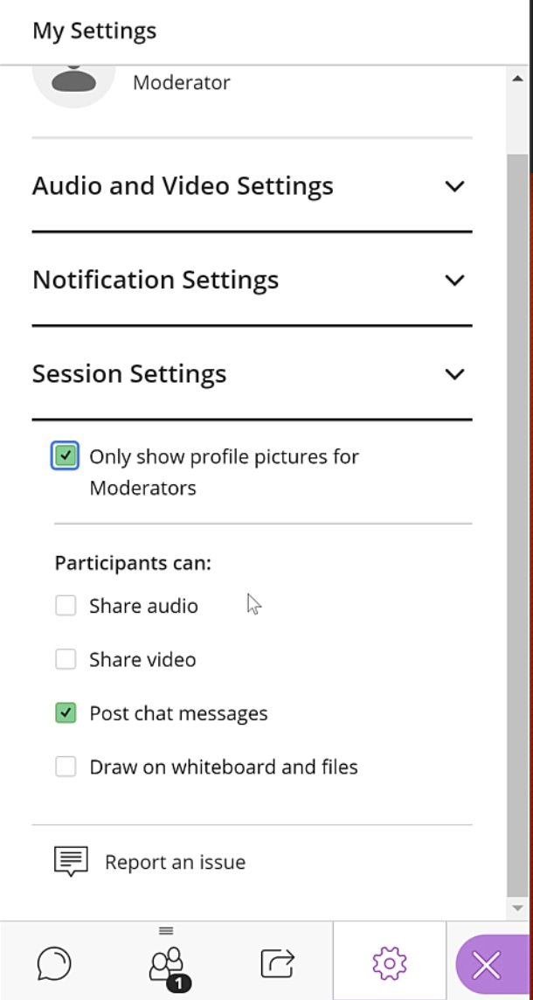 My Settings
Moderator
Audio and Video Settings
Notification Settings
Session Settings
Only show profile pictures for
Moderators
Participants can:
Share audio
Share video
Post chat messages
Draw on whiteboard and files
Report an issue
1